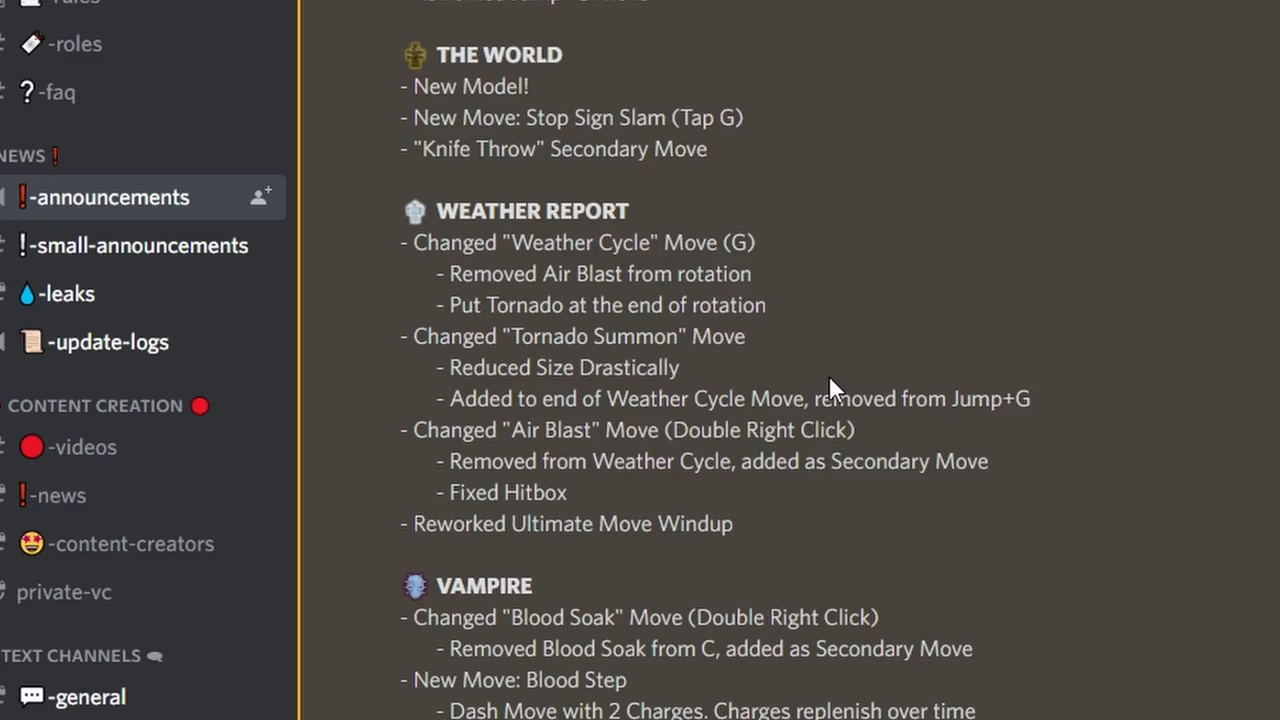 -rules
-roles
-faq
NEWS
-announcements
-small-announcements
-leaks
-update-logs
CONTENT CREATION
-videos
-news
-content-creators
private-vc
TEXT CHANNELS
-general
THE WORLD
- New Model!
- New Move: Stop Sign Slam (Tap G)
- "Knife Throw" Secondary Move
WEATHER REPORT
- Changed "Weather Cycle" Move (G)
- Removed Air Blast from rotation
- Put Tornado at the end of rotation
- Changed "Tornado Summon" Move
- Reduced Size Drastically
- Added to end of Weather Cycle Move, removed from Jump+G
- Changed "Air Blast" Move (Double Right Click)
- Removed from Weather Cycle, added as Secondary Move
- Fixed Hitbox
- Reworked Ultimate Move Windup
VAMPIRE
- Changed "Blood Soak" Move (Double Right Click)
- Removed Blood Soak from C, added as Secondary Move
- New Move: Blood Step
- Dash Move with 2 Charges. Charges replenish over time